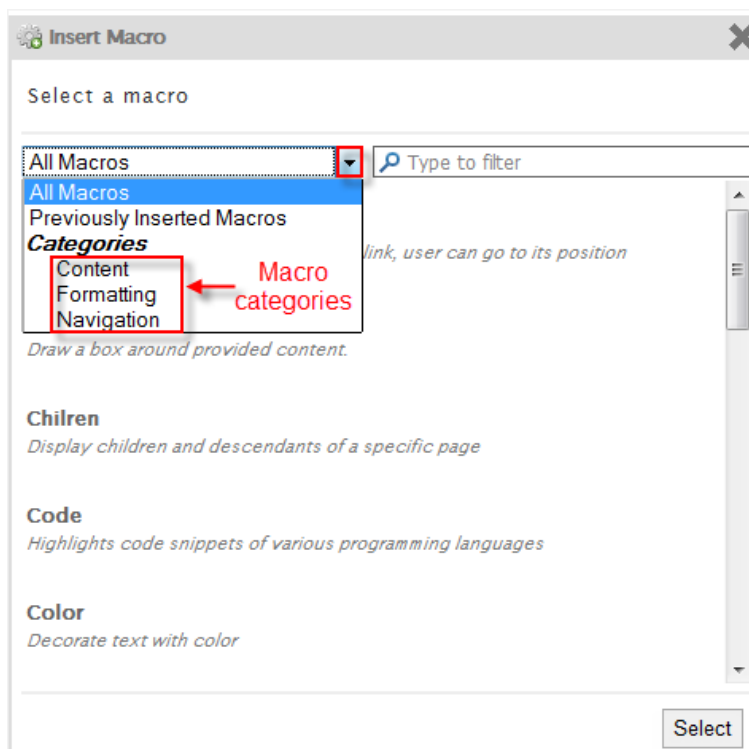 Insert Macro
Select a macro
All Macros
Type to filter
All Macros
Previously Inserted Macros
Categories
link, user can go to its position
Content
Formatting
Navigation
Macro
categories
Draw a box around provided content.
Chilren
Display children and descendants of a specific page
Code
Highlights code snippets of various programming languages
Color
Decorate text with color
Select